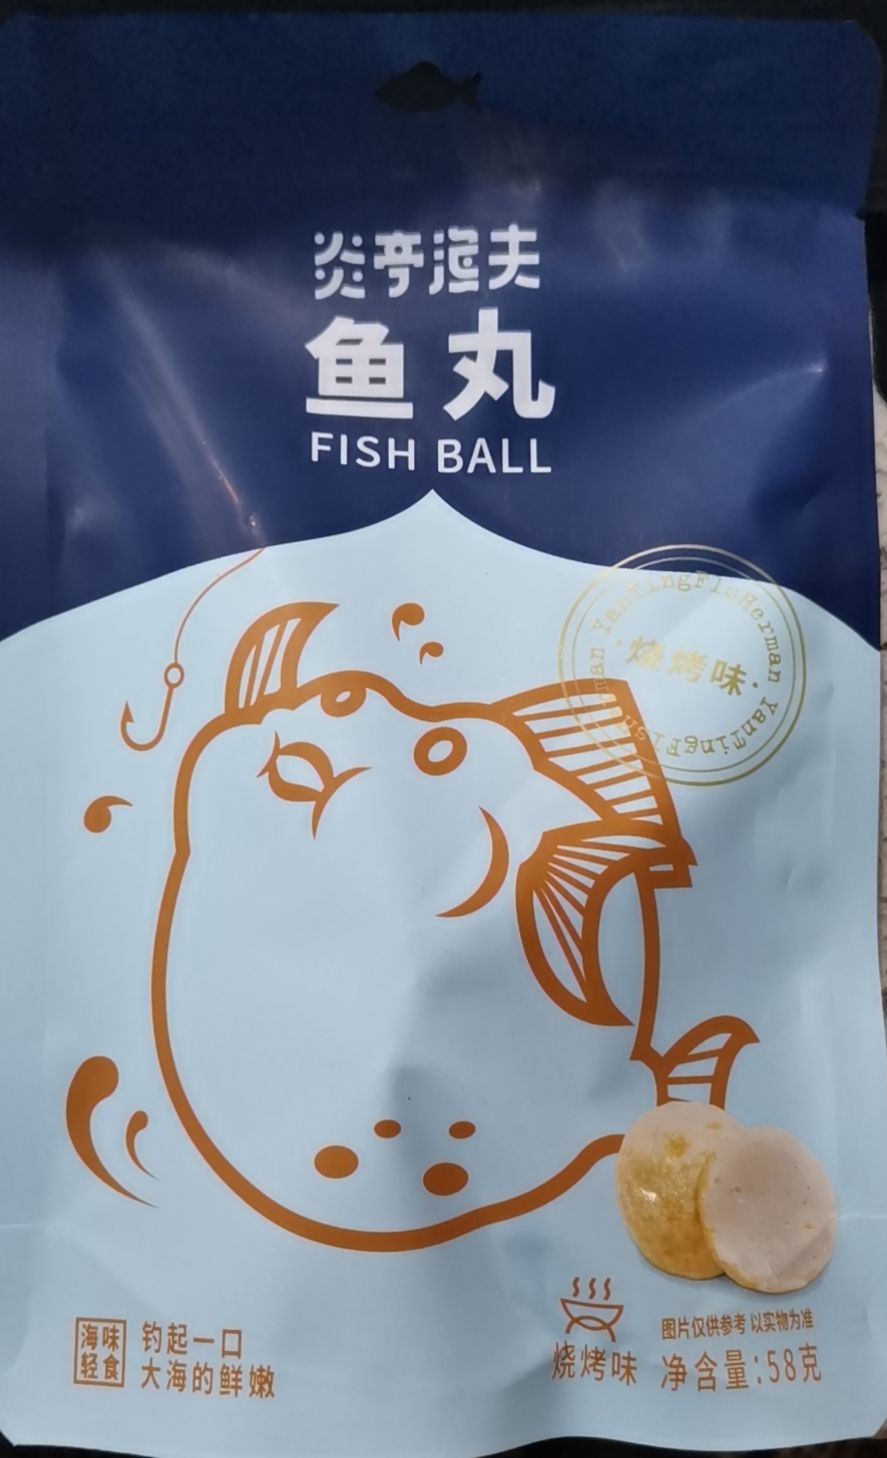 炎亭渔夫
鱼丸
FISH BALL
YanTingFisHerman YanTingFisHerman
烧烤味
海味
轻食
钓起一口
大海的鲜嫩
烧烤味
图片仅供参考 以实物为准
净含量:58克